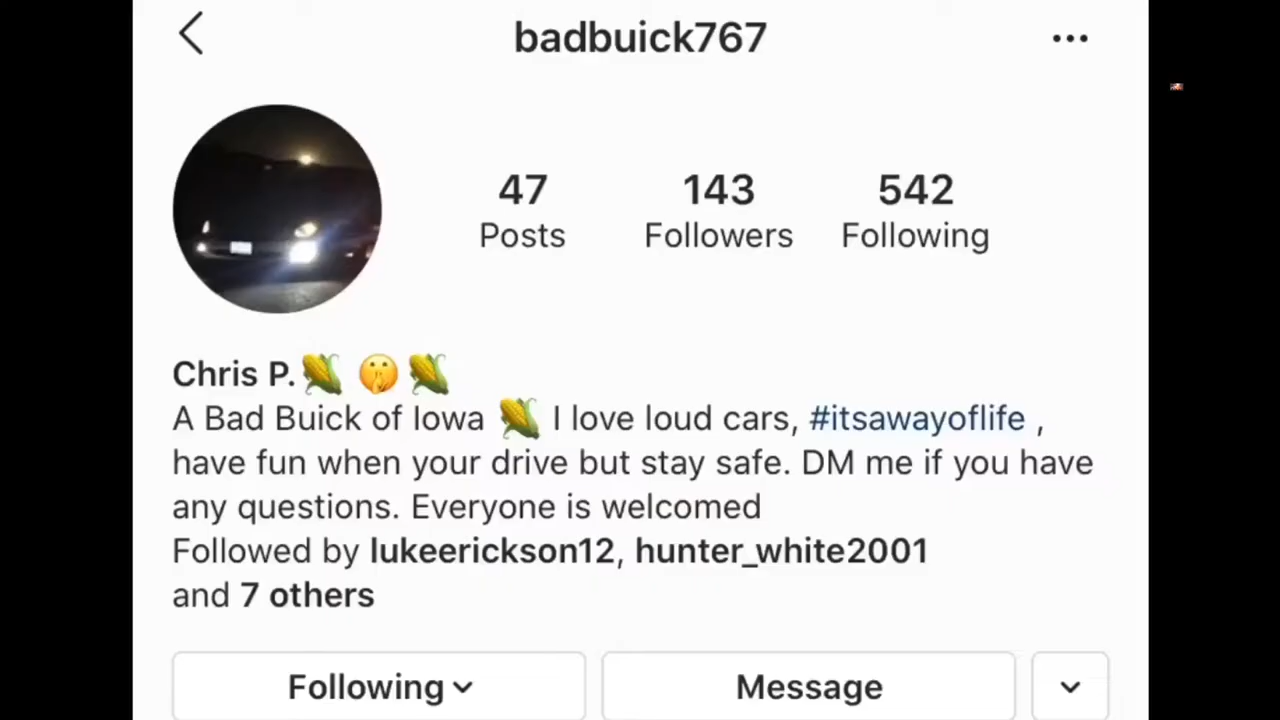 badbuick767
47 143 542
Posts Followers Following
Chris P.🌽 🤫 🌽
A Bad Buick of Iowa 🌽 I love loud cars, #itsawayoflife ,
have fun when your drive but stay safe. DM me if you have
any questions. Everyone is welcomed
Followed by lukeerickson12, hunter_white2001
and 7 others
Following Message